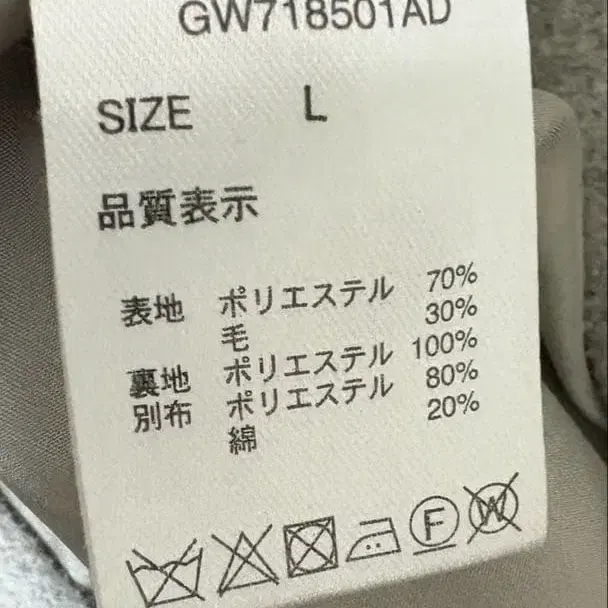 GW718501AD
SIZE L
品質表示
表地 ポリエステル 70%
毛 30%
裏地 ポリエステル 100%
別布 ポリエステル 80%
綿 20%
F W